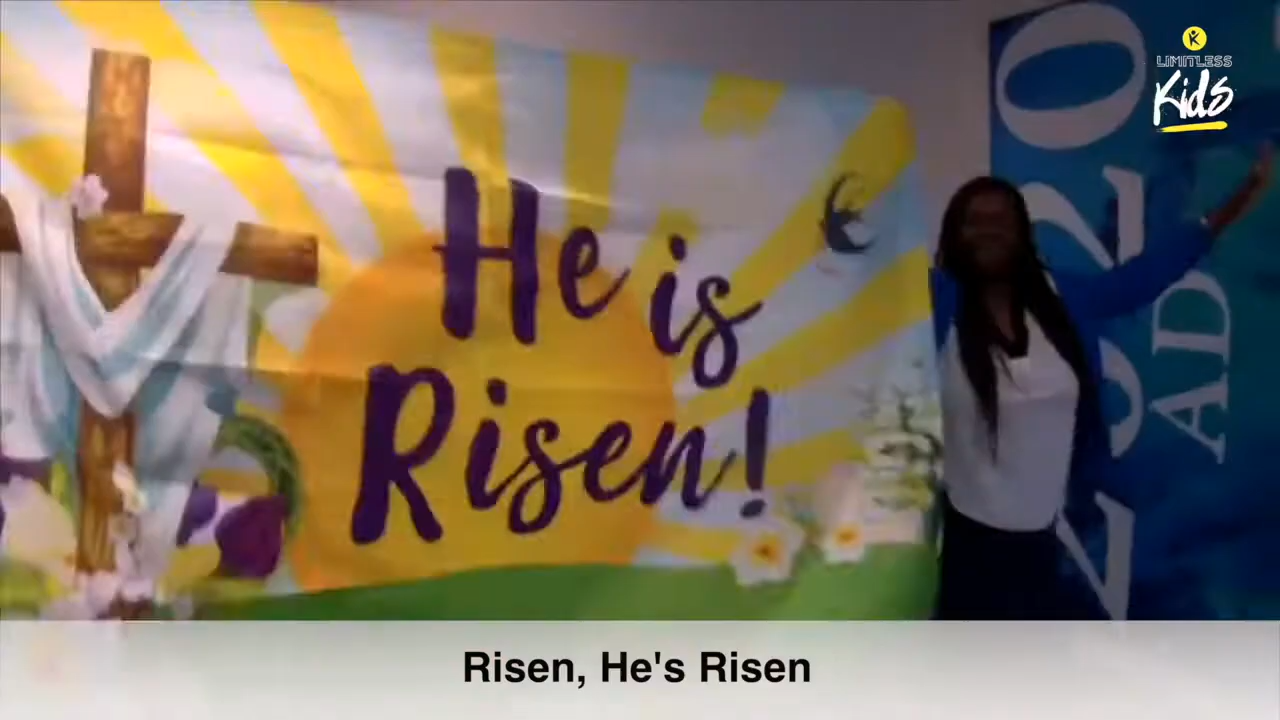 He is
Risen!
2020
AD
LIMITLESS
Kids
Risen, He's Risen